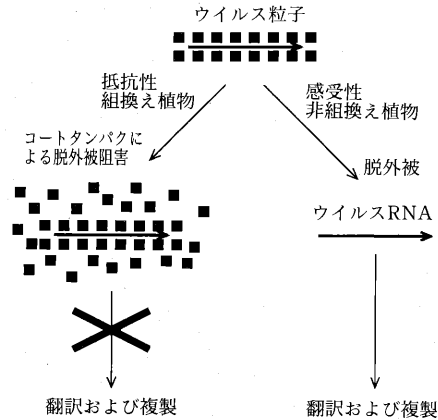 ウイルス粒子
抵抗性
組換え植物
感受性
非組換え植物
コートタンパクに
よる脱外被阻害
脱外被
ウイルスRNA
翻訳および複製
翻訳および複製